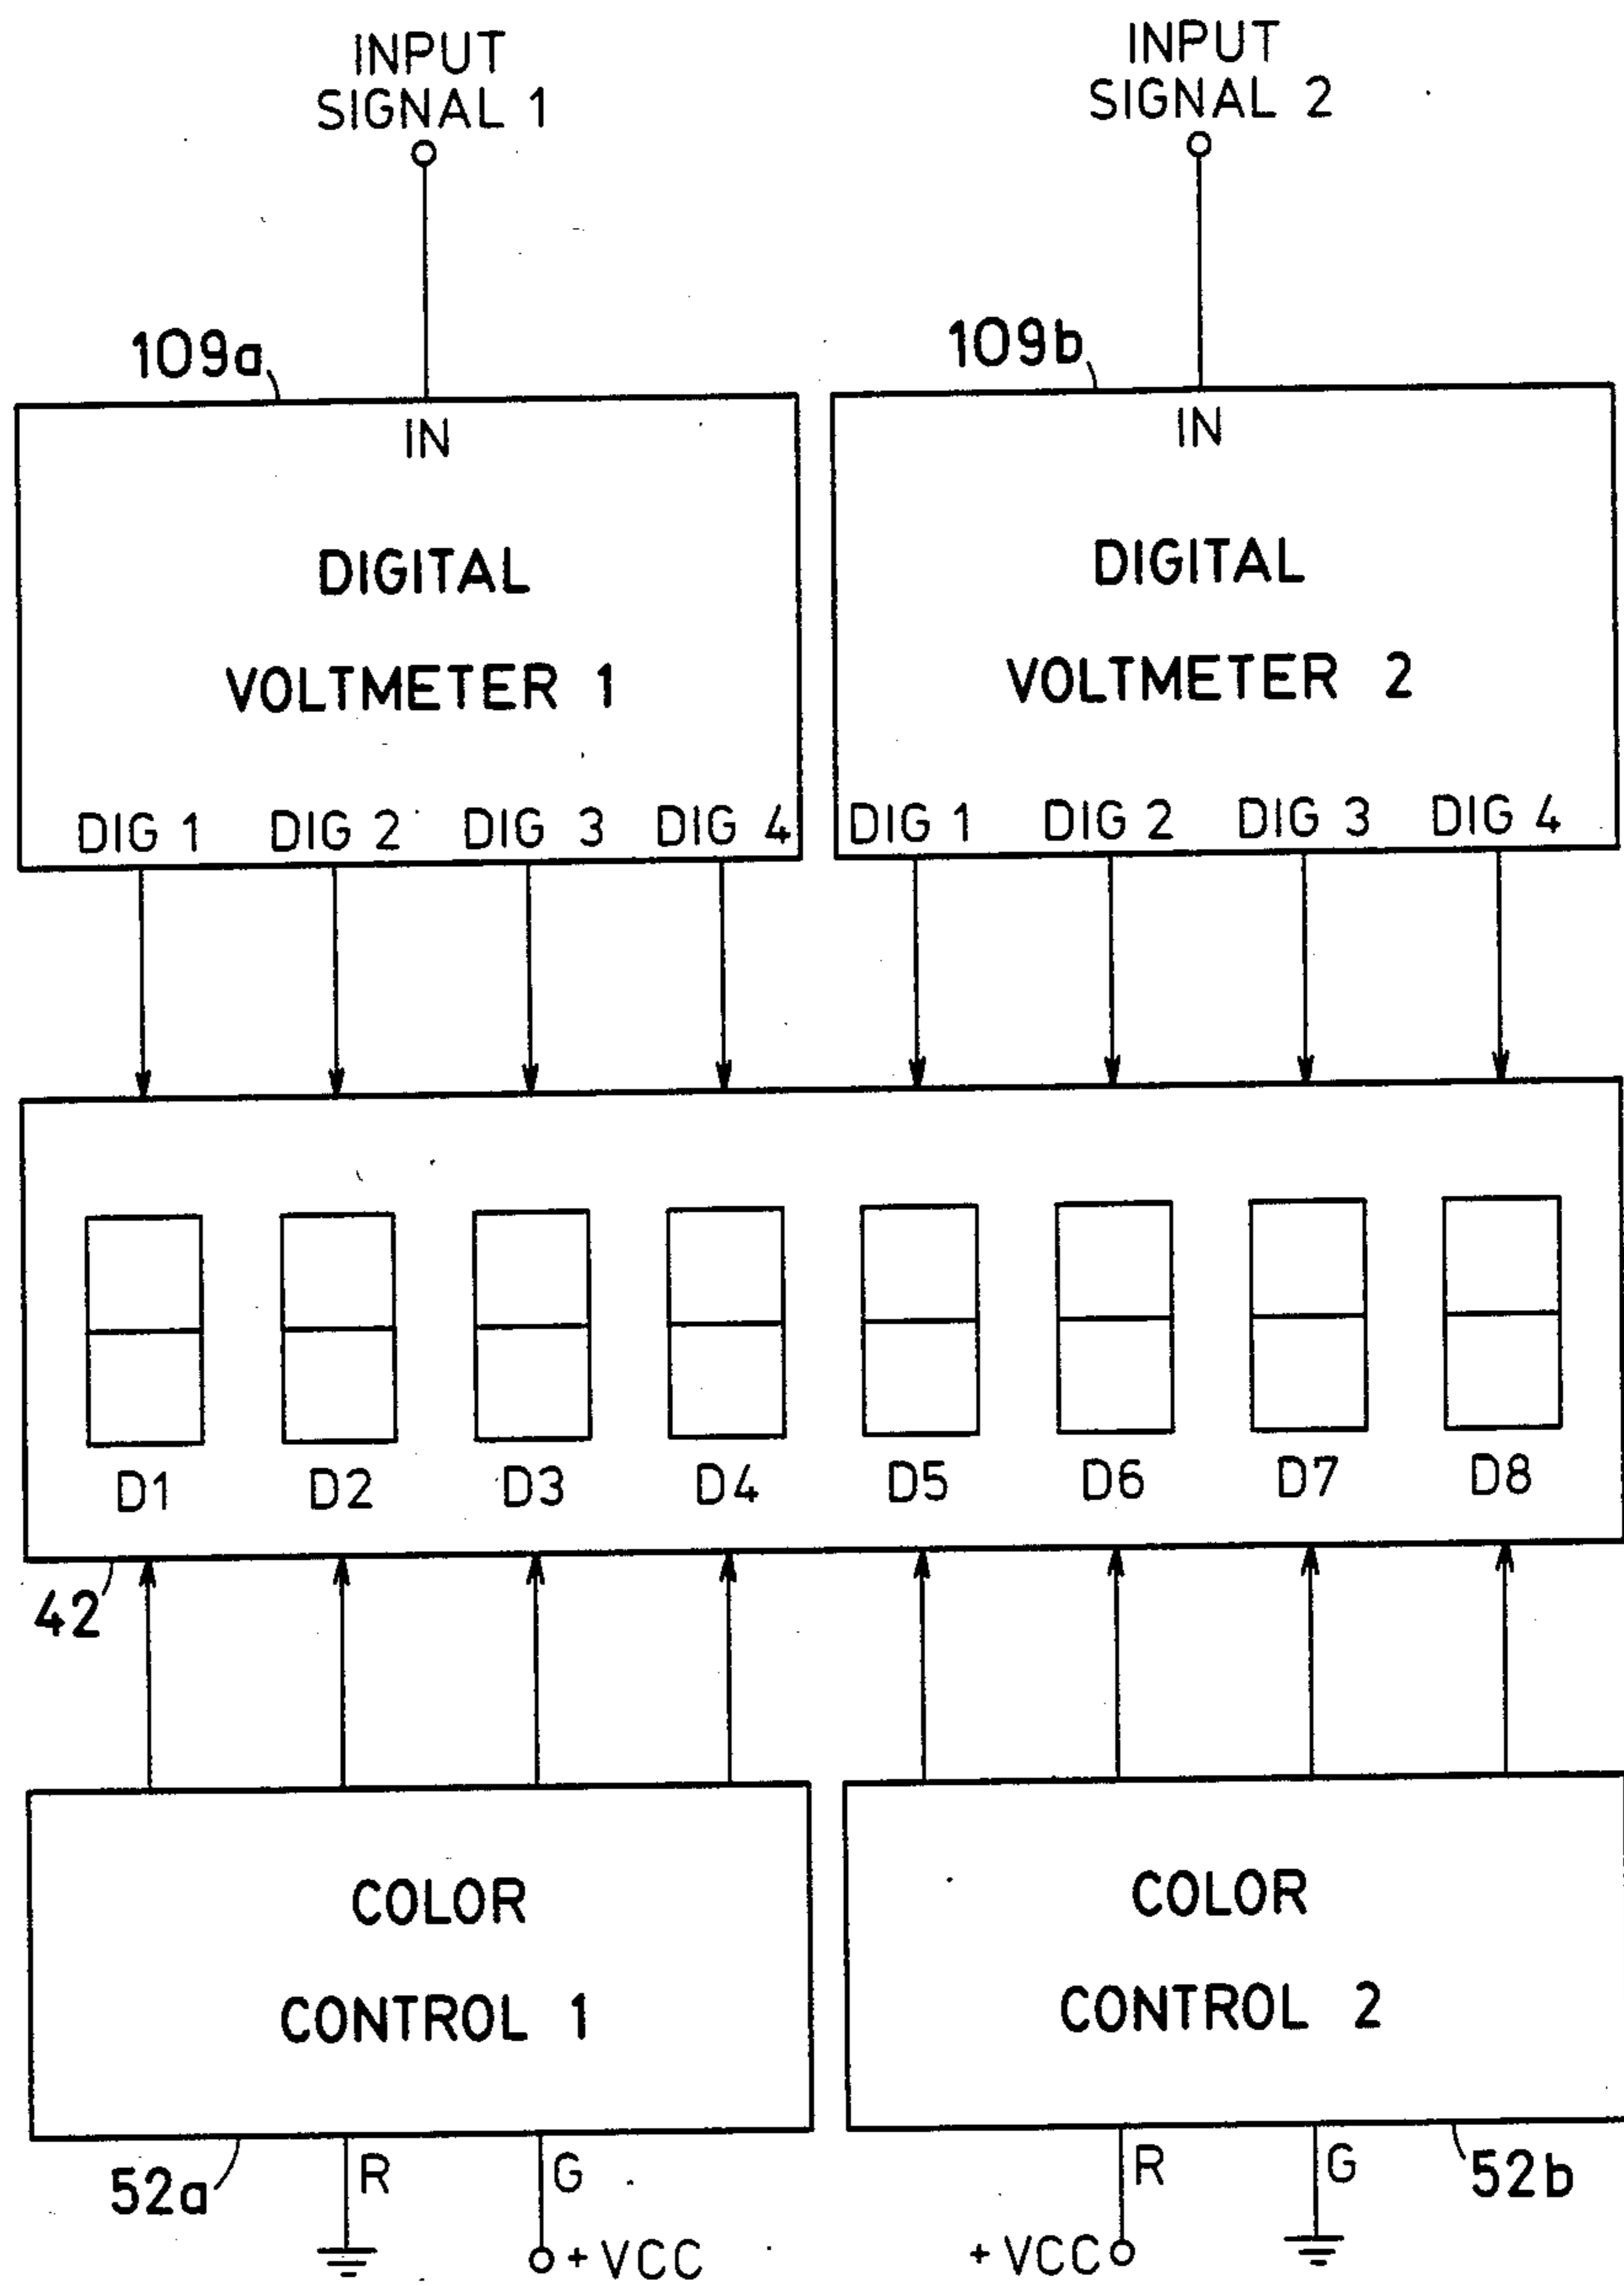 INPUT
SIGNAL 1
INPUT
SIGNAL 2
109a
109b
IN
DIGITAL
VOLTMETER 1
DIG 1 DIG 2 DIG 3 DIG 4
IN
DIGITAL
VOLTMETER 2
DIG 1 DIG 2 DIG 3 DIG 4
D1 D2 D3 D4 D5 D6 D7 D8
42
COLOR
CONTROL 1
COLOR
CONTROL 2
52a
R
G
+ VCC
R
G
52b
+ VCC